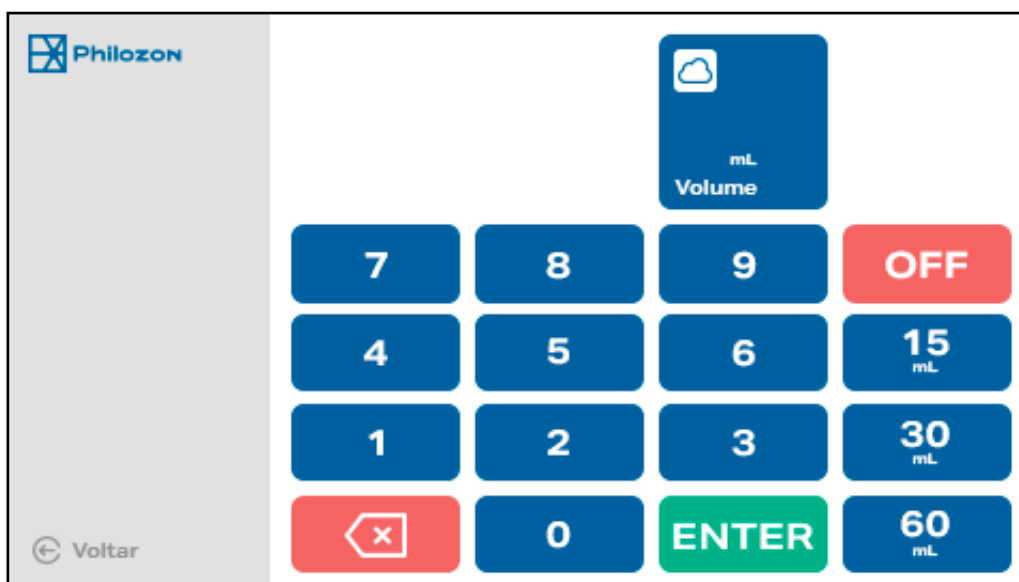 Philozon
mL
Volume
7 8 9 OFF
4 5 6 15 mL
1 2 3 30 mL
0 ENTER 60 mL
Voltar